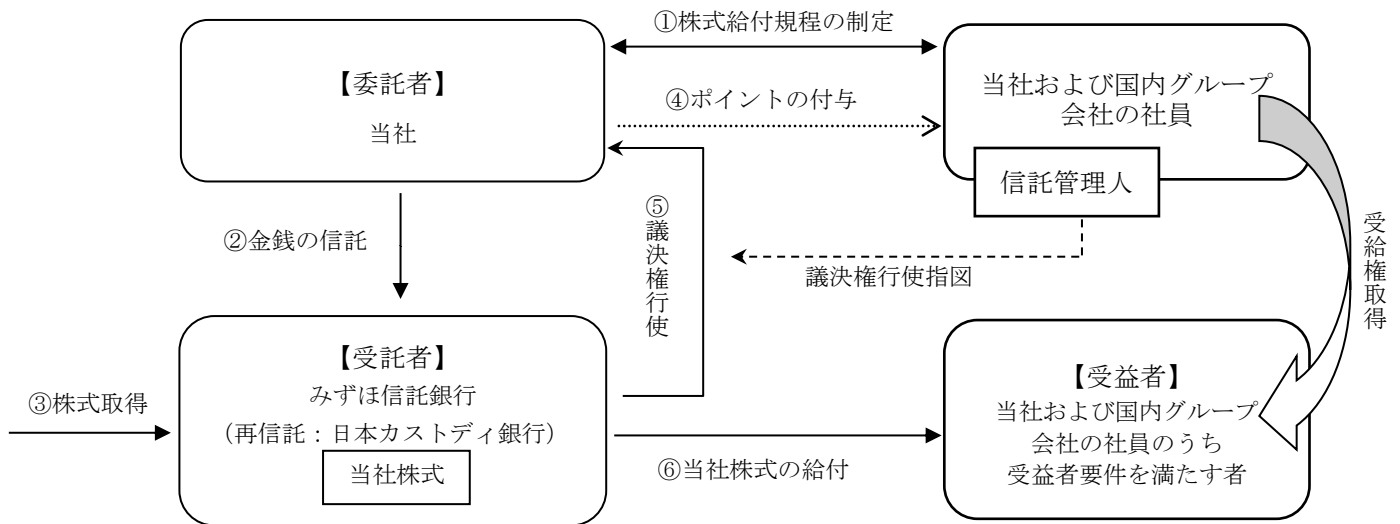 ①株式給付規程の制定
【委託者】
当社
当社および国内グループ
会社の社員
④ポイントの付与
信託管理人
②金銭の信託
⑤議決権行使
議決権行使指図
受給権取得
【受託者】
みずほ信託銀行
（再信託：日本カストディ銀行）
当社株式
③株式取得
⑥当社株式の給付
【受益者】
当社および国内グループ
会社の社員のうち
受益者要件を満たす者